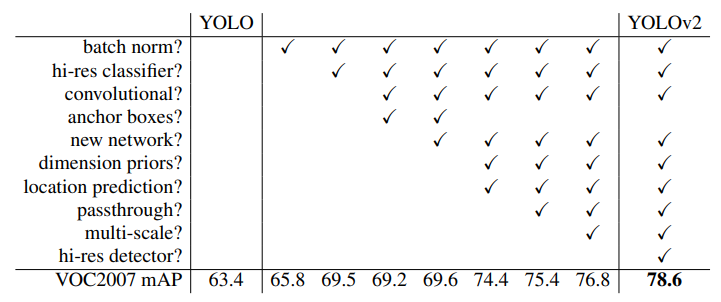 YOLO YOLOv2
batch norm? ✓ ✓ ✓ ✓ ✓ ✓ ✓ ✓
hi-res classifier? ✓ ✓ ✓ ✓ ✓ ✓ ✓
convolutional? ✓ ✓ ✓ ✓ ✓ ✓
anchor boxes? ✓ ✓
new network? ✓ ✓ ✓ ✓ ✓
dimension priors? ✓ ✓ ✓ ✓
location prediction? ✓ ✓ ✓ ✓
passthrough? ✓ ✓ ✓
multi-scale? ✓ ✓
hi-res detector? ✓
VOC2007 mAP 63.4 65.8 69.5 69.2 69.6 74.4 75.4 76.8 78.6